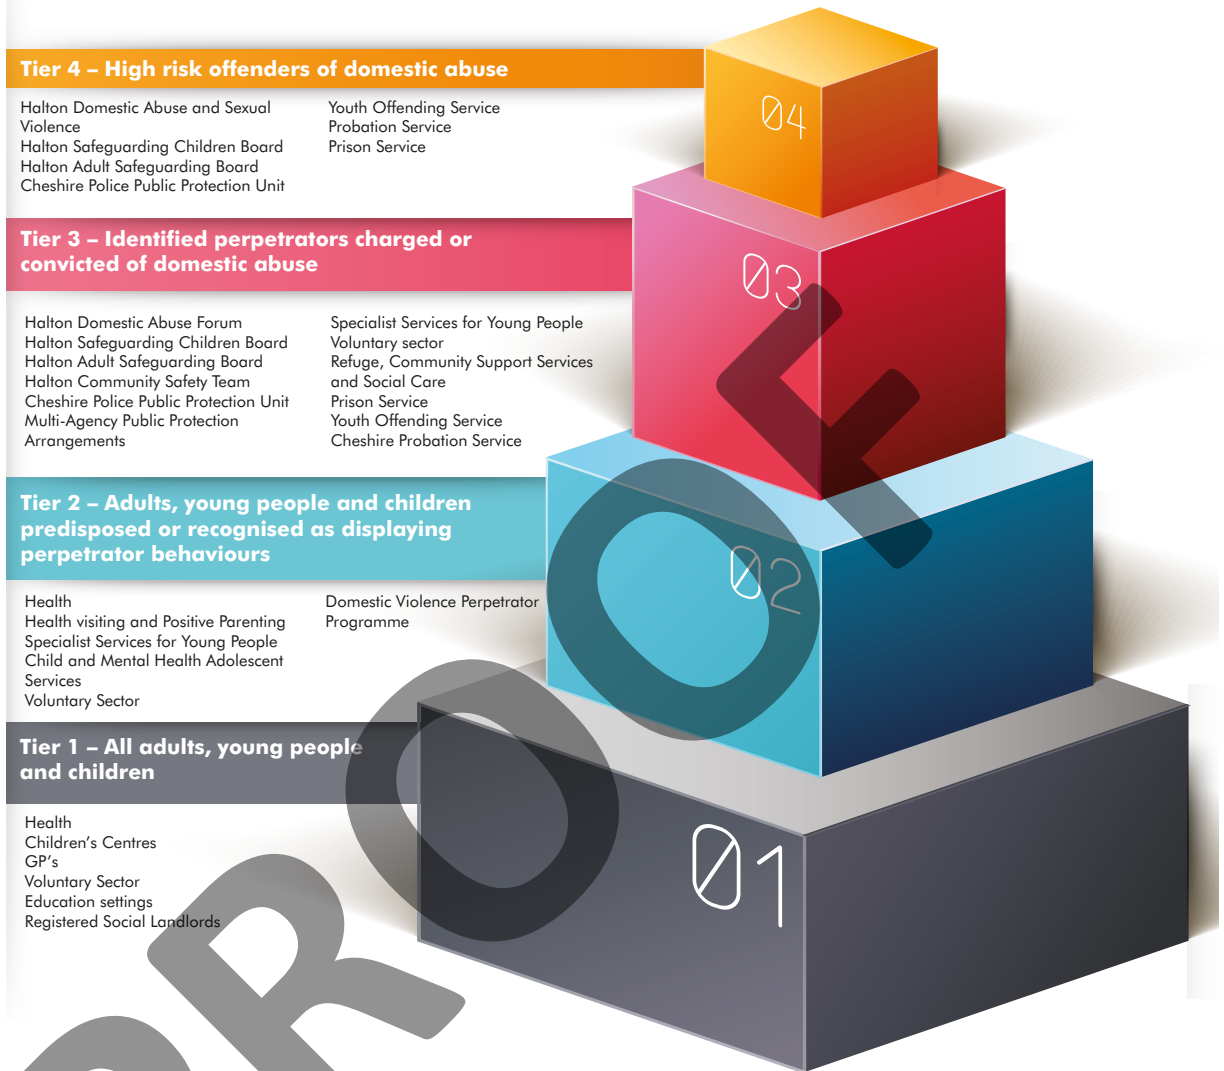 Tier 4 – High risk offenders of domestic abuse
Halton Domestic Abuse and Sexual
Violence
Halton Safeguarding Children Board
Halton Adult Safeguarding Board
Cheshire Police Public Protection Unit
Youth Offending Service
Probation Service
Prison Service
04
Tier 3 – Identified perpetrators charged or
convicted of domestic abuse
Halton Domestic Abuse Forum
Halton Safeguarding Children Board
Halton Adult Safeguarding Board
Halton Community Safety Team
Cheshire Police Public Protection Unit
Multi-Agency Public Protection
Arrangements
Specialist Services for Young People
Voluntary sector
Refuge, Community Support Services
and Social Care
Prison Service
Youth Offending Service
Cheshire Probation Service
03
Tier 2 – Adults, young people and children
predisposed or recognised as displaying
perpetrator behaviours
Health
Health visiting and Positive Parenting
Specialist Services for Young People
Child and Mental Health Adolescent
Services
Voluntary Sector
Domestic Violence Perpetrator
Programme
02
Tier 1 – All adults, young people
and children
Health
Children’s Centres
GP’s
Voluntary Sector
Education settings
Registered Social Landlords
01
PROOF